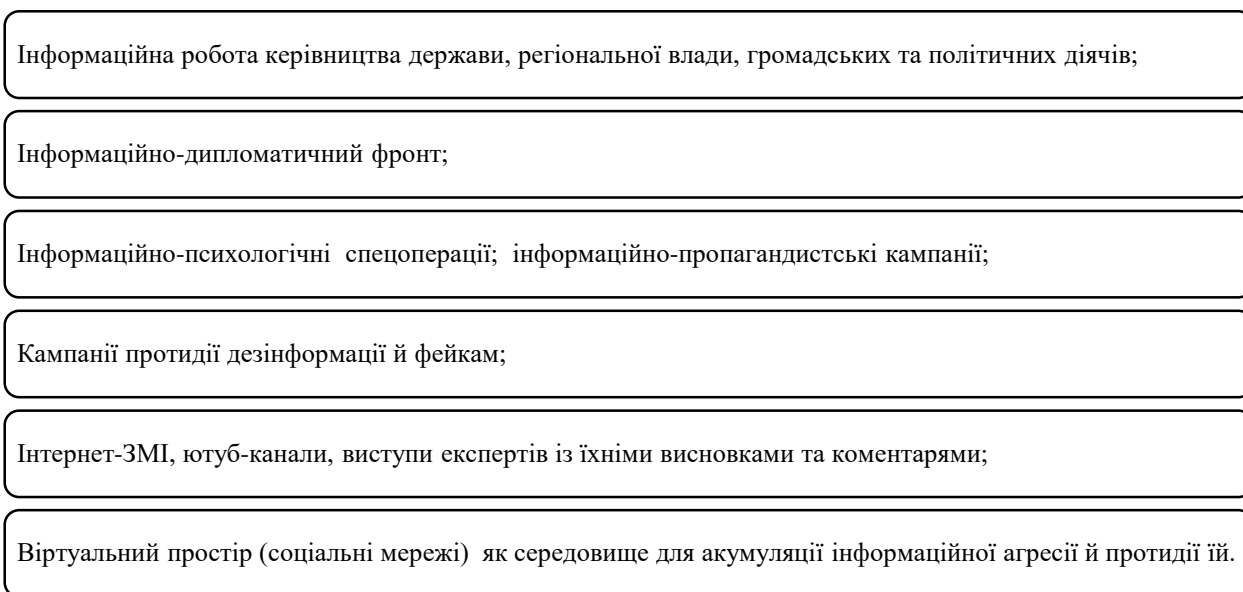 Інформаційна робота керівництва держави, регіональної влади, громадських та політичних діячів;
Інформаційно-дипломатичний фронт;
Інформаційно-психологічні спецоперації; інформаційно-пропагандистські кампанії;
Кампанії протидії дезінформації й фейкам;
Інтернет-ЗМІ, ютуб-канали, виступи експертів із їхніми висновками та коментарями;
Віртуальний простір (соціальні мережі) як середовище для акумуляції інформаційної агресії й протидії їй.